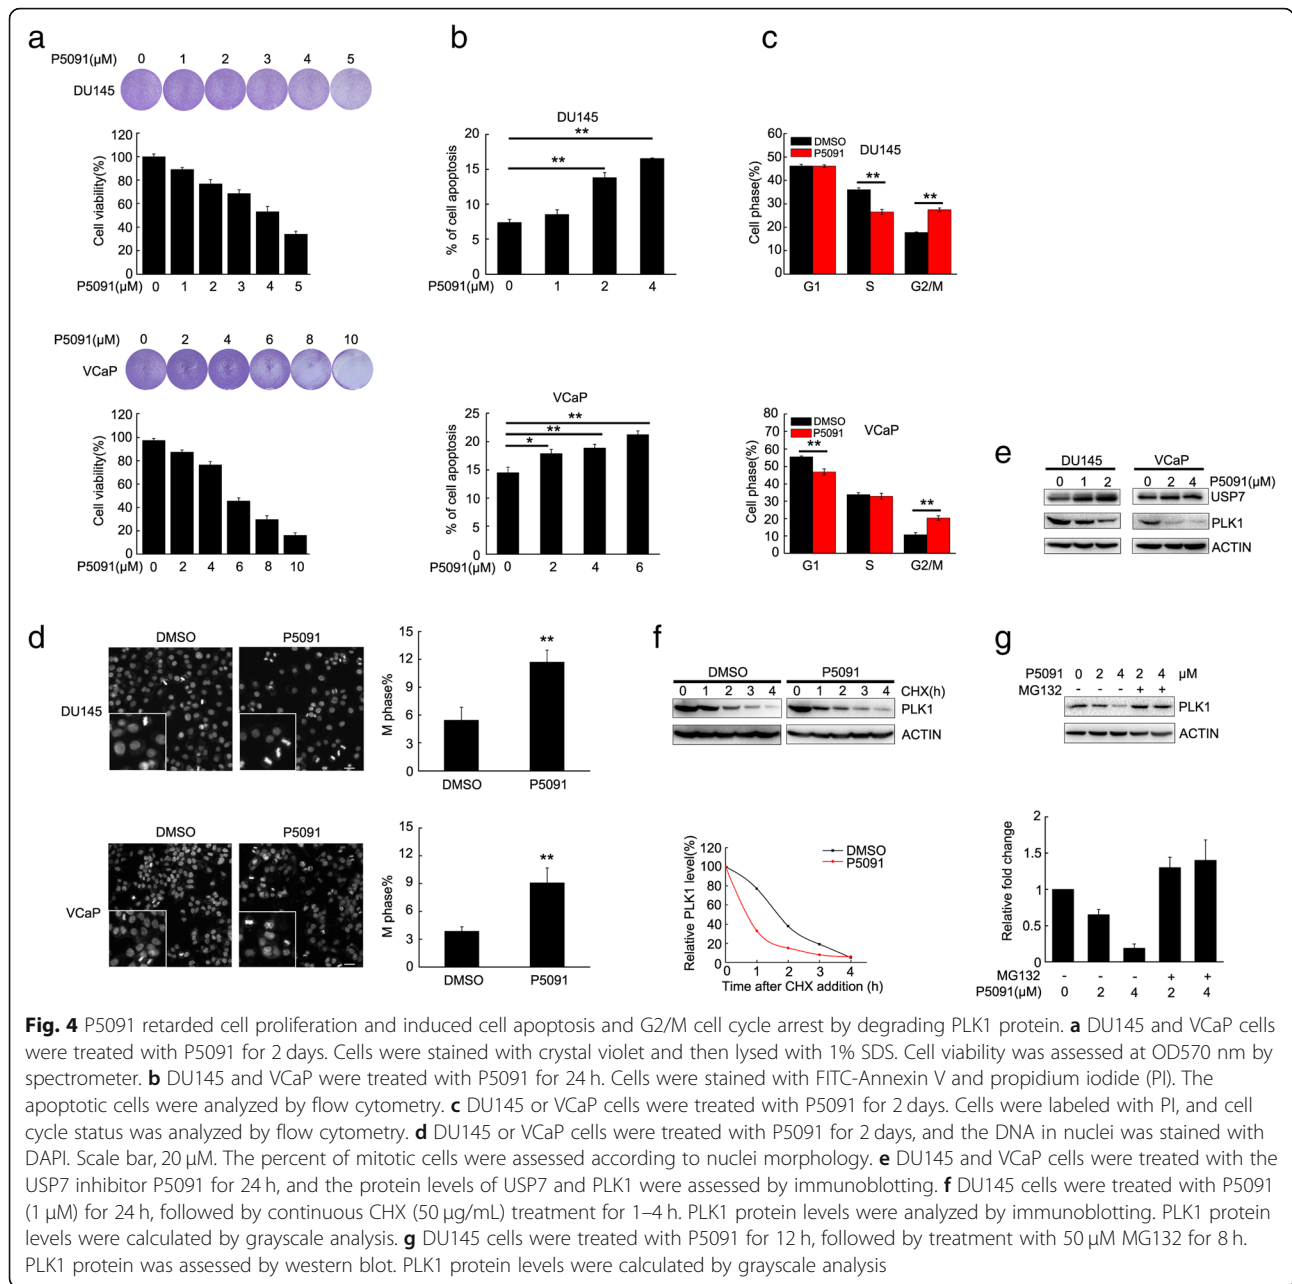 a
P5091(μM) 0 1 2 3 4 5
DU145
Cell viability(%)
120
100
80
60
40
20
0
P5091(μM) 0 1 2 3 4 5
P5091(μM) 0 2 4 6 8 10
VCaP
Cell viability(%)
120
100
80
60
40
20
0
P5091(μM) 0 2 4 6 8 10
b
DU145
% of cell apoptosis
20
15
10
5
0
** **
P5091(μM) 0 1 2 4
VCaP
% of cell apoptosis
25
20
15
10
5
0
* ** **
P5091(μM) 0 2 4 6
c
DMSO
P5091
DU145
Cell phase(%)
60
50
40
30
20
10
0
** **
G1 S G2/M
DMSO
P5091
VCaP
Cell phase(%)
60
50
40
30
20
10
0
** **
G1 S G2/M
e
DU145 VCaP
0 1 2 0 2 4 P5091(μM)
USP7
PLK1
ACTIN
d
DMSO P5091
DU145
M phase%
15
12
9
6
3
0
**
DMSO P5091
DMSO P5091
VCaP
M phase%
15
12
9
6
3
0
**
DMSO P5091
f
DMSO P5091
0 1 2 3 4 0 1 2 3 4 CHX(h)
PLK1
ACTIN
Relative PLK1 level(%)
120
100
80
60
40
20
0
DMSO
P5091
0 1 2 3 4
Time after CHX addition (h)
g
P5091 0 2 4 2 4 μM
MG132 - - - + +
PLK1
ACTIN
Relative fold change
2
1.5
1
0.5
0
MG132 - - - + +
P5091(μM) 0 2 4 2 4
Fig. 4 P5091 retarded cell proliferation and induced cell apoptosis and G2/M cell cycle arrest by degrading PLK1 protein. a DU145 and VCaP cells
were treated with P5091 for 2 days. Cells were stained with crystal violet and then lysed with 1% SDS. Cell viability was assessed at OD570 nm by
spectrometer. b DU145 and VCaP were treated with P5091 for 24 h. Cells were stained with FITC-Annexin V and propidium iodide (PI). The
apoptotic cells were analyzed by flow cytometry. c DU145 or VCaP cells were treated with P5091 for 2 days. Cells were labeled with PI, and cell
cycle status was analyzed by flow cytometry. d DU145 or VCaP cells were treated with P5091 for 2 days, and the DNA in nuclei was stained with
DAPI. Scale bar, 20 μM. The percent of mitotic cells were assessed according to nuclei morphology. e DU145 and VCaP cells were treated with the
USP7 inhibitor P5091 for 24 h, and the protein levels of USP7 and PLK1 were assessed by immunoblotting. f DU145 cells were treated with P5091
(1 μM) for 24 h, followed by continuous CHX (50 μg/mL) treatment for 1–4 h. PLK1 protein levels were analyzed by immunoblotting. PLK1 protein
levels were calculated by grayscale analysis. g DU145 cells were treated with P5091 for 12 h, followed by treatment with 50 μM MG132 for 8 h.
PLK1 protein was assessed by western blot. PLK1 protein levels were calculated by grayscale analysis